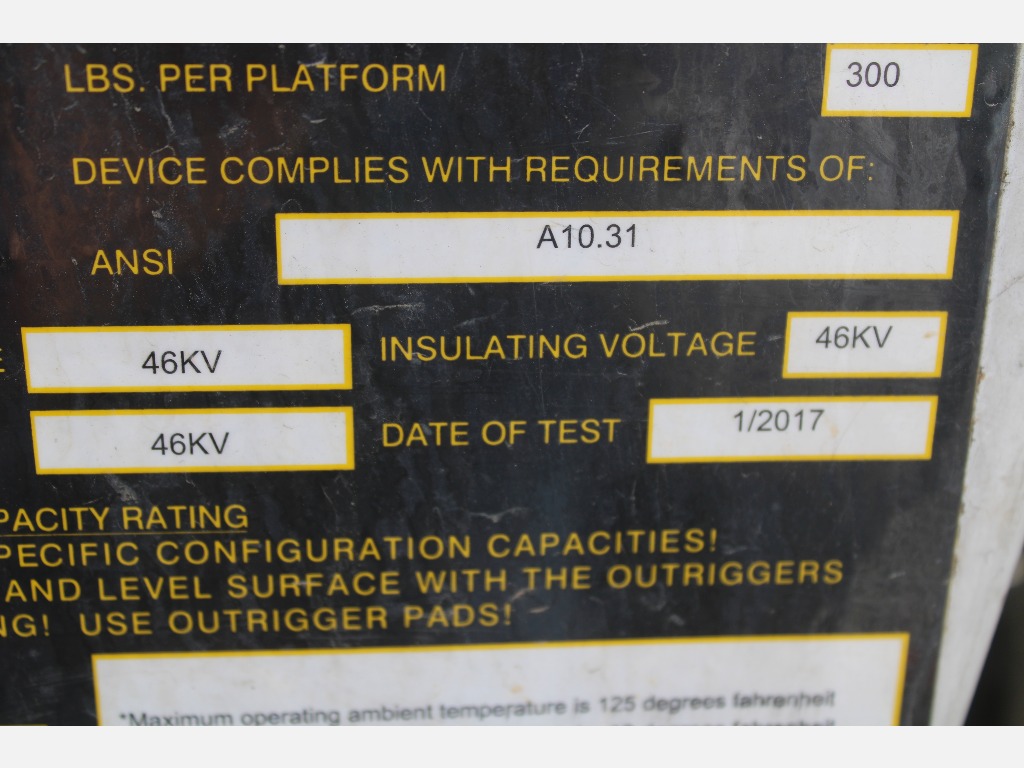 LBS. PER PLATFORM 300
DEVICE COMPLIES WITH REQUIREMENTS OF:
ANSI A10.31
46KV INSULATING VOLTAGE 46KV
46KV DATE OF TEST 1/2017
PACITY RATING
PECIFIC CONFIGURATION CAPACITIES!
AND LEVEL SURFACE WITH THE OUTRIGGERS
NG! USE OUTRIGGER PADS!
*Maximum operating ambient temperature is 125 degrees fahrenheit